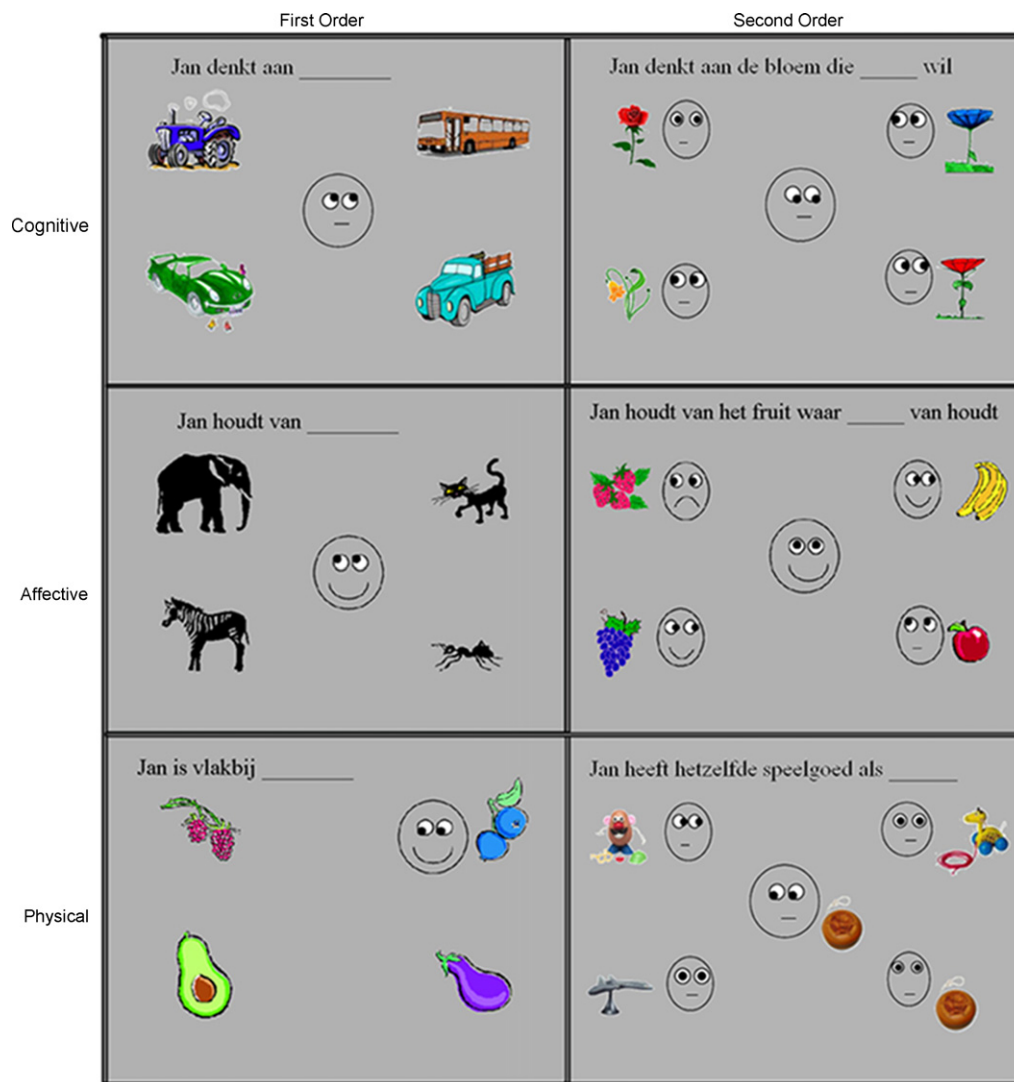 First Order
Second Order
Cognitive
Jan denkt aan ________
Jan denkt aan de bloem die _____ wil
Affective
Jan houdt van ________
Jan houdt van het fruit waar _____ van houdt
Physical
Jan is vlakbij ________
Jan heeft hetzelfde speelgoed als ______